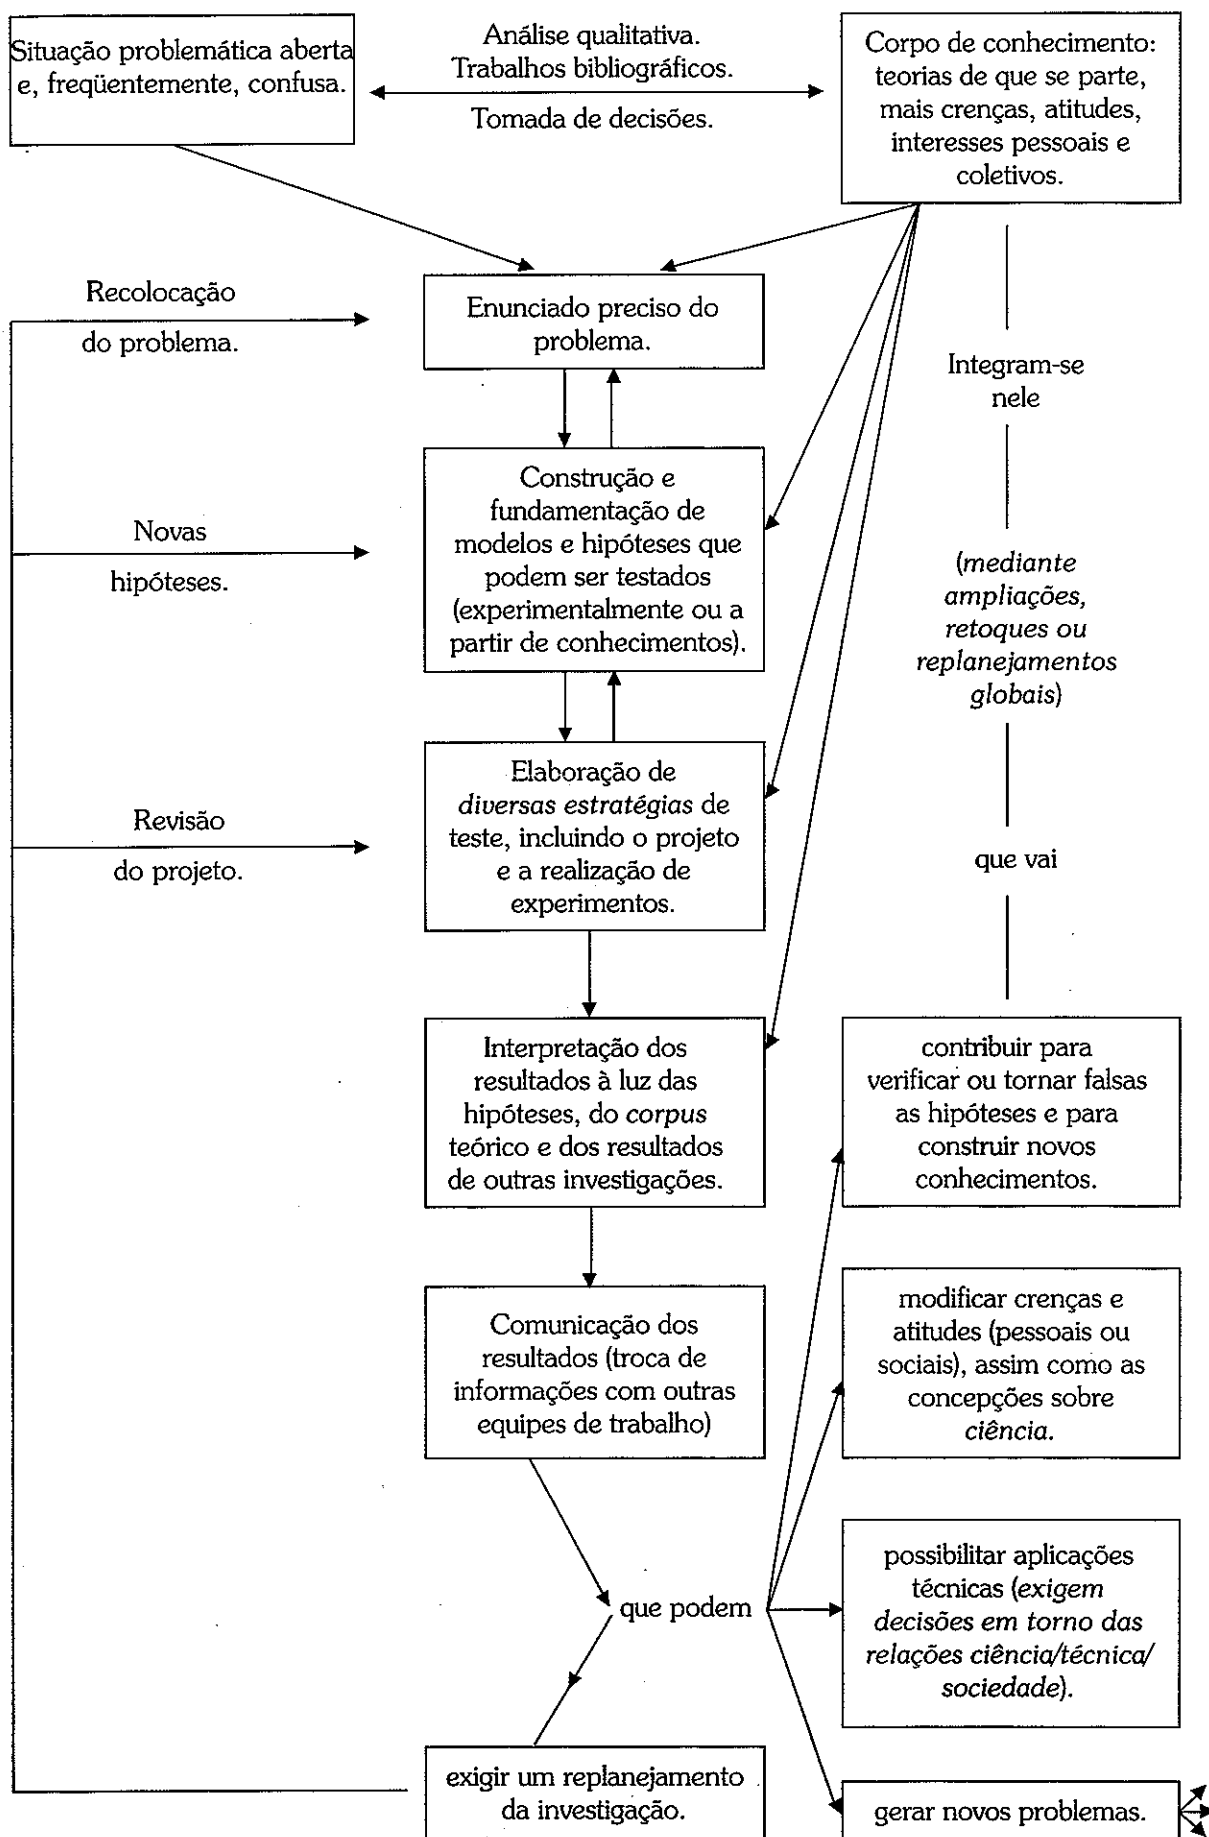 Situação problemática aberta
e, freqüentemente, confusa.
Análise qualitativa.
Trabalhos bibliográficos.
Tomada de decisões.
Corpo de conhecimento:
teorias de que se parte,
mais crenças, atitudes,
interesses pessoais e
coletivos.
Recolocação
do problema.
Enunciado preciso do
problema.
Integram-se
nele
Novas
hipóteses.
Construção e
fundamentação de
modelos e hipóteses que
podem ser testados
(experimentalmente ou a
partir de conhecimentos).
(mediante
ampliações,
retoques ou
replanejamentos
globais)
Revisão
do projeto.
Elaboração de
diversas estratégias de
teste, incluindo o projeto
e a realização de
experimentos.
que vai
Interpretação dos
resultados à luz das
hipóteses, do corpus
teórico e dos resultados
de outras investigações.
contribuir para
verificar ou tornar falsas
as hipóteses e para
construir novos
conhecimentos.
Comunicação dos
resultados (troca de
informações com outras
equipes de trabalho)
modificar crenças e
atitudes (pessoais ou
sociais), assim como as
concepções sobre
ciência.
que podem
possibilitar aplicações
técnicas (exigem
decisões em torno das
relações ciência/técnica/
sociedade).
exigir um replanejamento
da investigação.
gerar novos problemas.